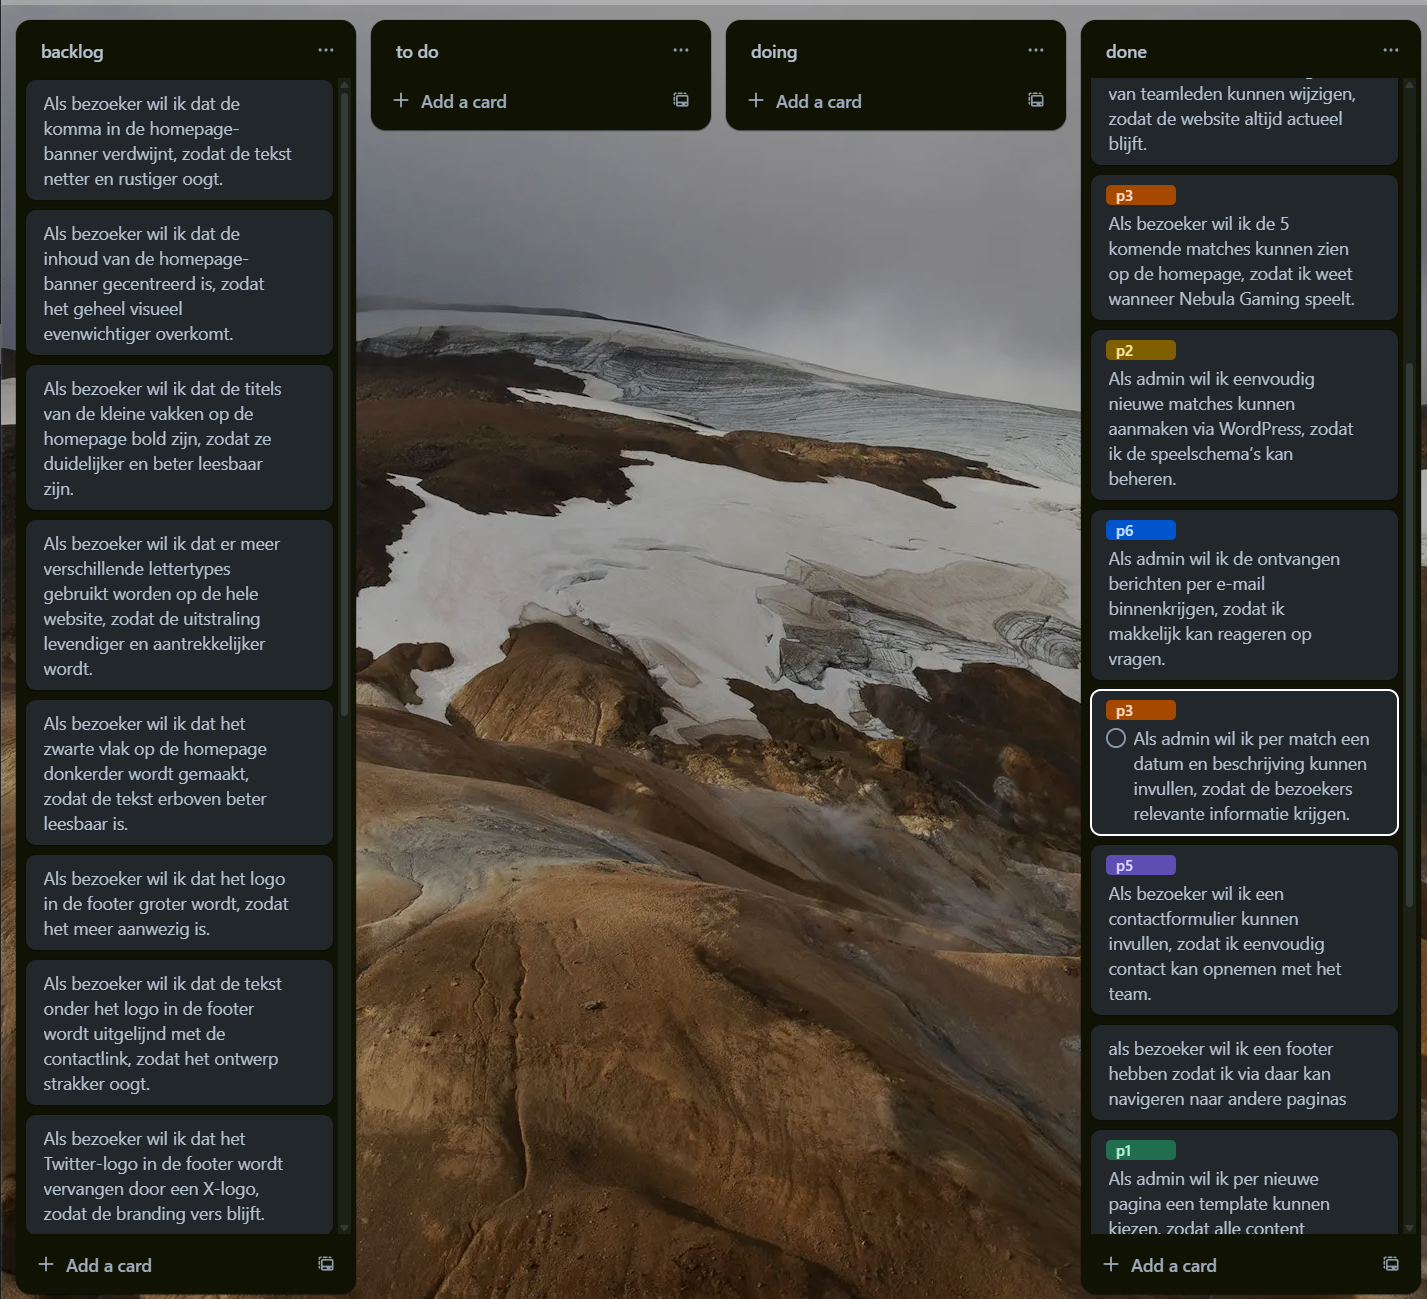 backlog
Als bezoeker wil ik dat de
komma in de homepage-
banner verdwijnt, zodat de tekst
netter en rustiger oogt.
Als bezoeker wil ik dat de
inhoud van de homepage-
banner gecentreerd is, zodat
het geheel visueel
evenwichtiger overkomt.
Als bezoeker wil ik dat de titels
van de kleine vakken op de
homepage bold zijn, zodat ze
duidelijker en beter leesbaar
zijn.
Als bezoeker wil ik dat er meer
verschillende lettertypes
gebruikt worden op de hele
website, zodat de uitstraling
levendiger en aantrekkelijker
wordt.
Als bezoeker wil ik dat het
zwarte vlak op de homepage
donkerder wordt gemaakt,
zodat de tekst erboven beter
leesbaar is.
Als bezoeker wil ik dat het logo
in de footer groter wordt, zodat
het meer aanwezig is.
Als bezoeker wil ik dat de tekst
onder het logo in de footer
wordt uitgelijnd met de
contactlink, zodat het ontwerp
strakker oogt.
Als bezoeker wil ik dat het
Twitter-logo in de footer wordt
vervangen door een X-logo,
zodat de branding vers blijft.
Add a card
to do
Add a card
doing
Add a card
done
van teamleden kunnen wijzigen,
zodat de website altijd actueel
blijft.
p3
Als bezoeker wil ik de 5
komende matches kunnen zien
op de homepage, zodat ik weet
wanneer Nebula Gaming speelt.
p2
Als admin wil ik eenvoudig
nieuwe matches kunnen
aanmaken via WordPress, zodat
ik de speelschema’s kan
beheren.
p6
Als admin wil ik de ontvangen
berichten per e-mail
binnenkrijgen, zodat ik
makkelijk kan reageren op
vragen.
p3
Als admin wil ik per match een
datum en beschrijving kunnen
invullen, zodat de bezoekers
relevante informatie krijgen.
p5
Als bezoeker wil ik een
contactformulier kunnen
invullen, zodat ik eenvoudig
contact kan opnemen met het
team.
als bezoeker wil ik een footer
hebben zodat ik via daar kan
navigeren naar andere paginas
p1
Als admin wil ik per nieuwe
pagina een template kunnen
kiezen, zodat alle content
Add a card